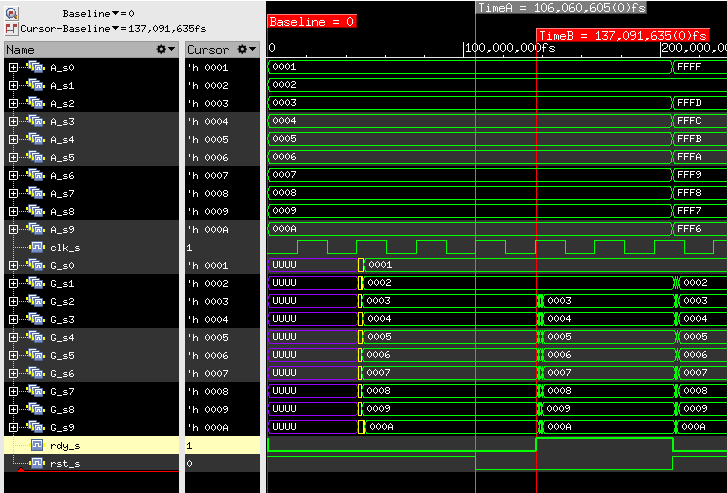 TimeA = 106,060,605(0)fs
Baseline▼=0
Cursor-Baseline▼=137,091,635fs
Baseline = 0
TimeB = 137,091,635(0)fs
Name Cursor 0 100,000,000fs 200,000,000
A_s0 'h 0001 0001 FFFF
A_s1 'h 0002 0002
A_s2 'h 0003 0003 FFFD
A_s3 'h 0004 0004 FFFC
A_s4 'h 0005 0005 FFFB
A_s5 'h 0006 0006 FFFA
A_s6 'h 0007 0007 FFF9
A_s7 'h 0008 0008 FFF8
A_s8 'h 0009 0009 FFF7
A_s9 'h 000A 000A FFF6
clk_s 1
G_s0 'h 0001 UUUU 0001
G_s1 'h 0002 UUUU 0002 0002
G_s2 'h 0003 UUUU 0003 0003 0003
G_s3 'h 0004 UUUU 0004 0004 0004
G_s4 'h 0005 UUUU 0005 0005 0005
G_s5 'h 0006 UUUU 0006 0006 0006
G_s6 'h 0007 UUUU 0007 0007 0007
G_s7 'h 0008 UUUU 0008 0008 0008
G_s8 'h 0009 UUUU 0009 0009 0009
G_s9 'h 000A UUUU 000A 000A 000A
rdy_s 1
rst_s 0